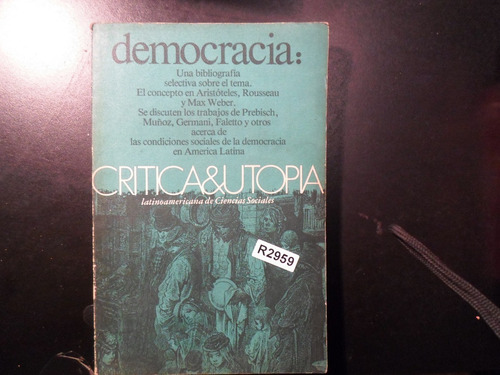 democracia:
Una bibliografía
selectiva sobre el tema.
El concepto en Aristóteles, Rousseau
y Max Weber.
Se discuten los trabajos de Prebisch,
Muñoz, Germani, Faletto y otros
acerca de
las condiciones sociales de la democracia
en America Latina
CRITICA&UTOPIA
latinoamericana de Ciencias Sociales
R2959